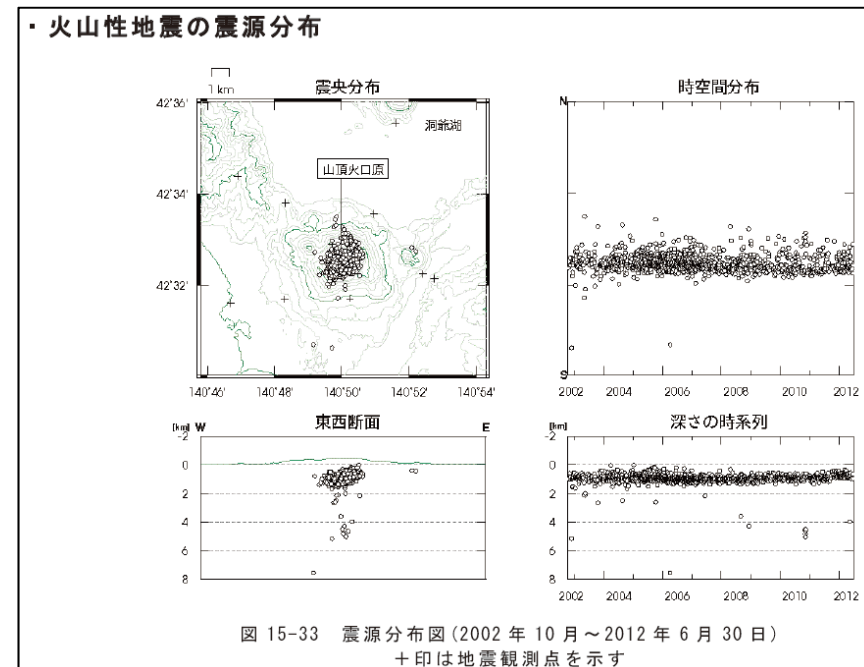 ・火山性地震の震源分布
1 km
震央分布
42°36'
42°34'
42°32'
洞爺湖
山頂火口原
140°46' 140°48' 140°50' 140°52' 140°54'
時空間分布
N
S
2002 2004 2006 2008 2010 2012
東西断面
[km] W E
-2
0
2
4
6
8
深さの時系列
[km]
-2
0
2
4
6
8
2002 2004 2006 2008 2010 2012
図 15-33 震源分布図(2002 年 10 月～2012 年 6 月 30 日)
＋印は地震観測点を示す